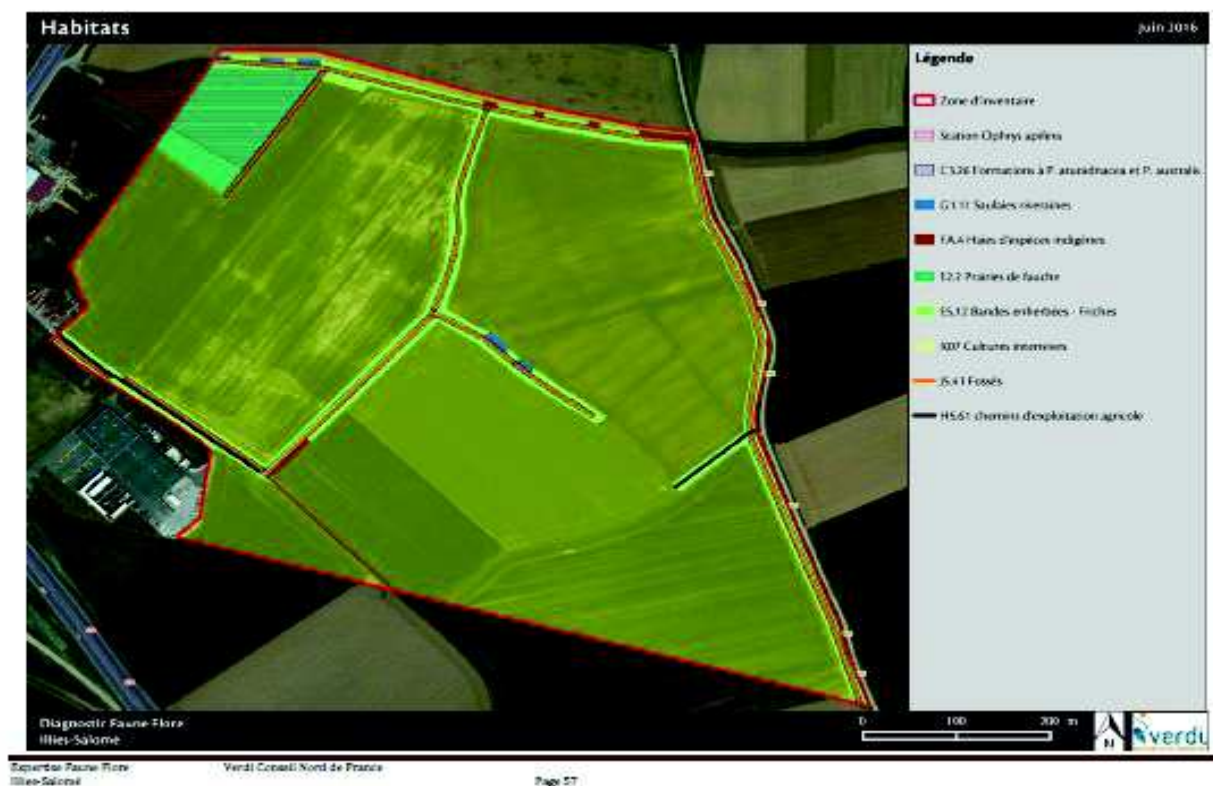 Habitats
Juin 2016
Légende
Zone d'inventaire
Station Ophrys apifera
C3.26 Formations à P. arundinacea et P. australis
G1.11 Saulaies riveraines
FA.4 Haies d'espèces indigènes
E2.2 Prairies de fauche
E5.12 Bandes enherbées - Friches
X07 Cultures intensives
J5.41 Fossés
H5.61 chemins d'exploitation agricole
Diagnostic Faune Flore
Illies-Salomé
0 100 200 m
N
verdi
Expertise Faune Flore
Verdi Conseil Nord de France
Illies-Salomé
Page 57